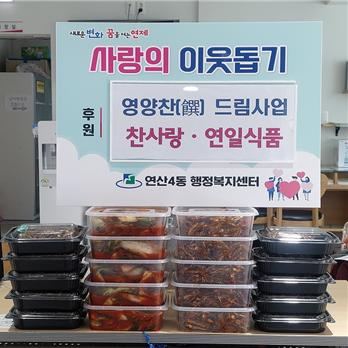 새로운 변화 꿈을 이루는 연제
사랑의 이웃돕기
후원
영양찬(饌) 드림사업
찬사랑 · 연일식품
연산4동 행정복지센터